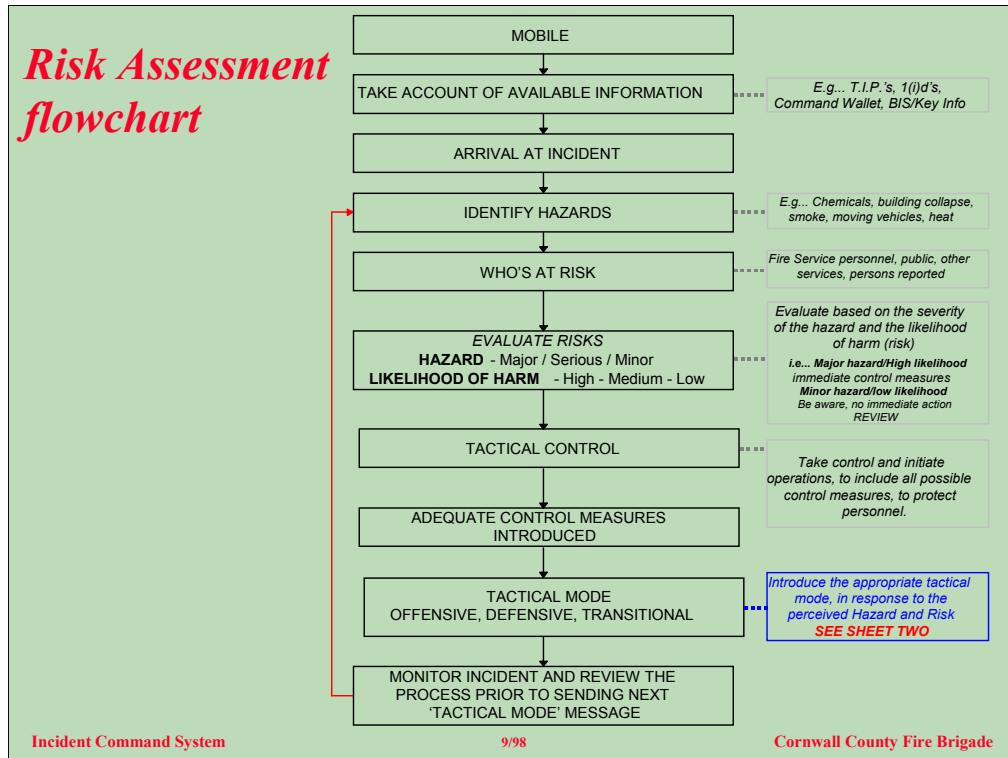 Risk Assessment
flowchart
MOBILE
TAKE ACCOUNT OF AVAILABLE INFORMATION
E.g... T.I.P.'s, 1(i)d's,
Command Wallet, BIS/Key Info
ARRIVAL AT INCIDENT
IDENTIFY HAZARDS
E.g... Chemicals, building collapse,
smoke, moving vehicles, heat
WHO'S AT RISK
Fire Service personnel, public, other
services, persons reported
EVALUATE RISKS
HAZARD - Major / Serious / Minor
LIKELIHOOD OF HARM - High - Medium - Low
Evaluate based on the severity
of the hazard and the likelihood
of harm (risk)
i.e... Major hazard/High likelihood
immediate control measures
Minor hazard/low likelihood
Be aware, no immediate action
REVIEW
TACTICAL CONTROL
Take control and initiate
operations, to include all possible
control measures, to protect
personnel.
ADEQUATE CONTROL MEASURES
INTRODUCED
TACTICAL MODE
OFFENSIVE, DEFENSIVE, TRANSITIONAL
Introduce the appropriate tactical
mode, in response to the
perceived Hazard and Risk
SEE SHEET TWO
MONITOR INCIDENT AND REVIEW THE
PROCESS PRIOR TO SENDING NEXT
'TACTICAL MODE' MESSAGE
Incident Command System
9/98
Cornwall County Fire Brigade